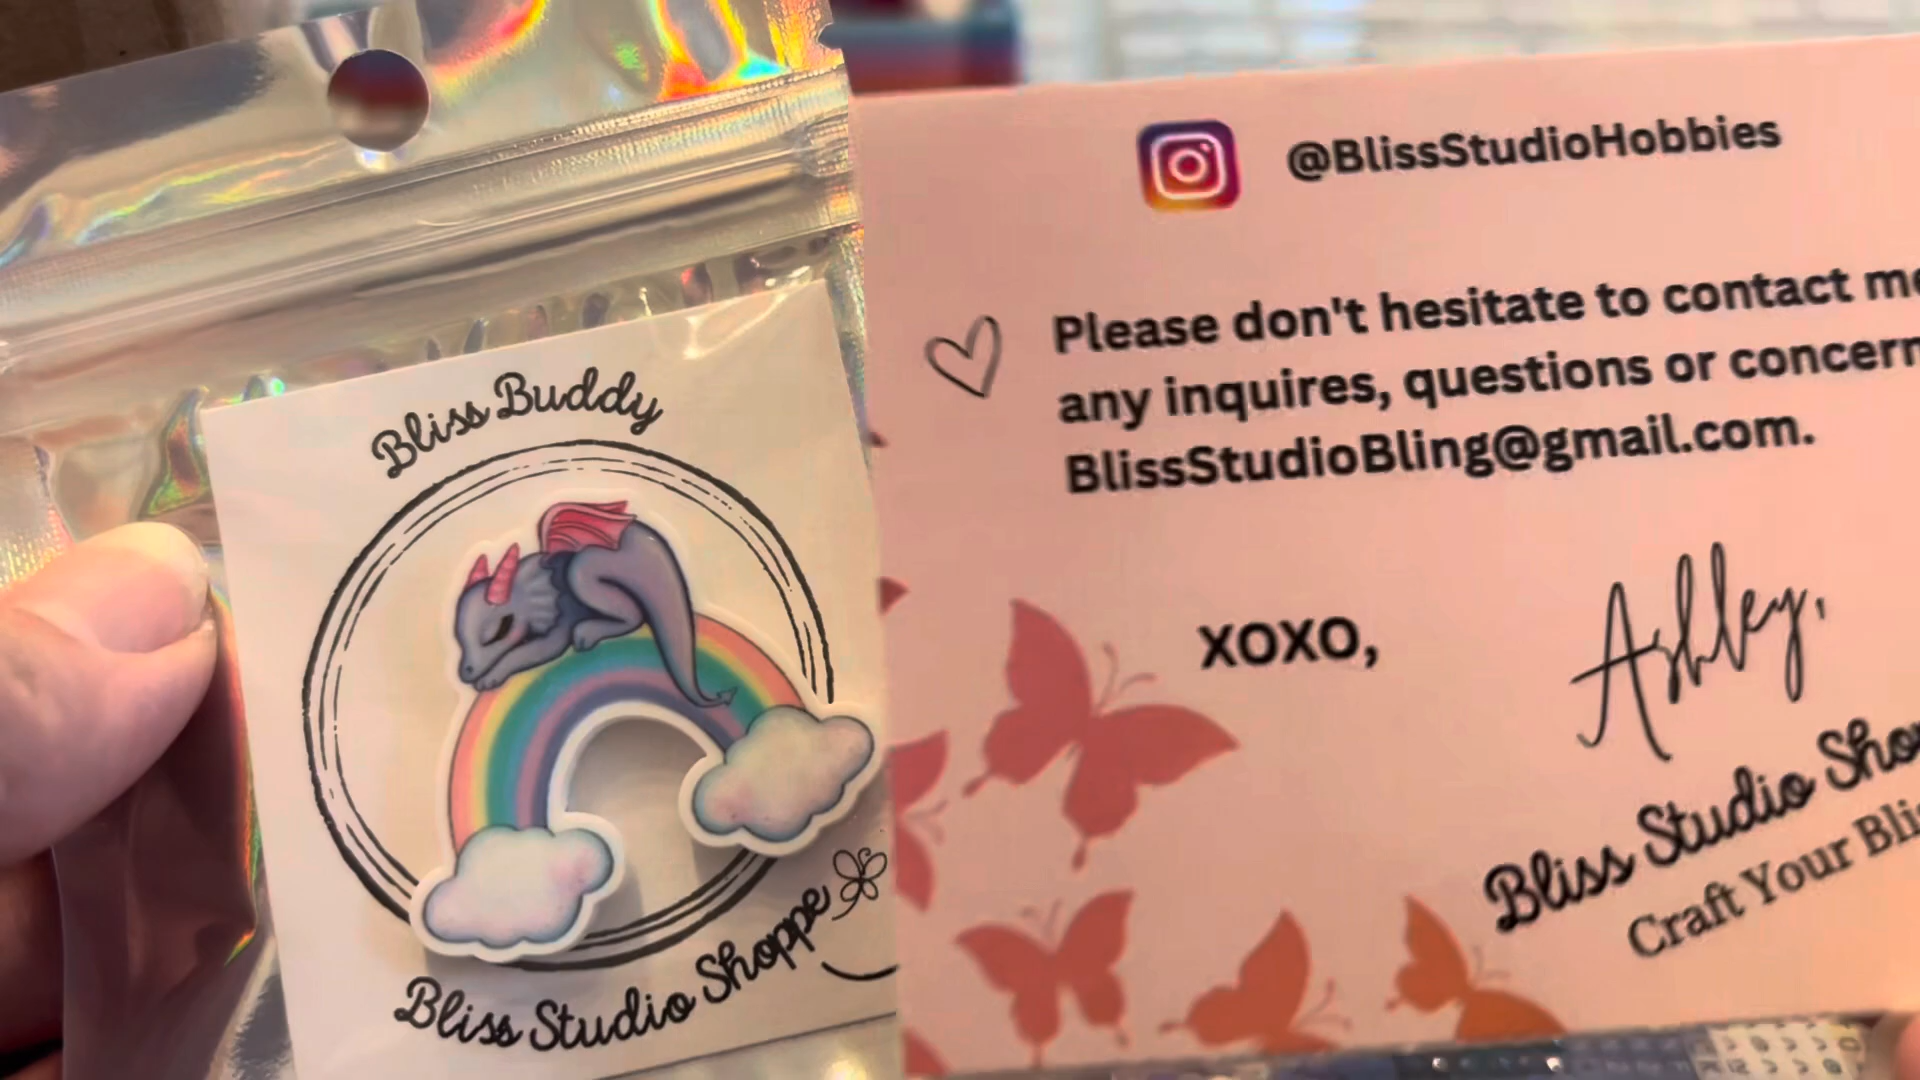 Bliss Buddy
Bliss Studio Shoppe
@BlissStudioHobbies
Please don't hesitate to contact me
any inquires, questions or concern
BlissStudioBling@gmail.com.
xoxo,
Ashley,
Bliss Studio Sho
Craft Your Blis